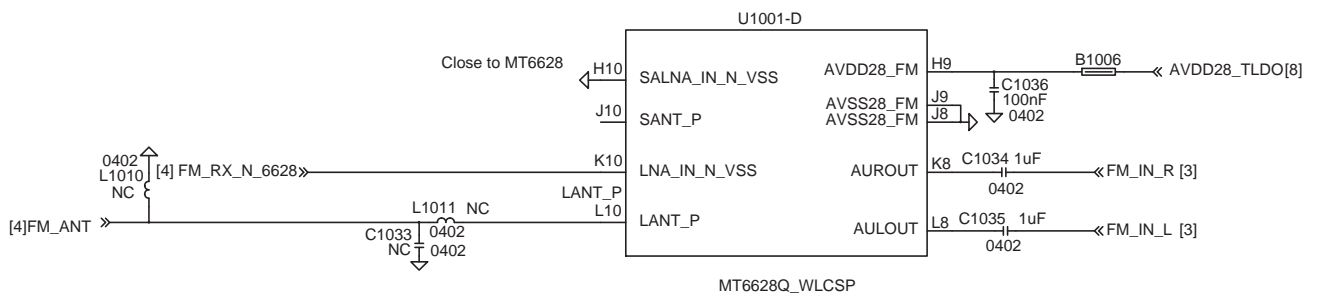 U1001-D
Close to MT6628
H10
SALNA_IN_N_VSS
AVDD28_FM
H9
B1006
AVDD28_TLDO[8]
C1036
100nF
0402
J10
SANT_P
AVSS28_FM
J9
AVSS28_FM
J8
0402
L1010
NC
[4] FM_RX_N_6628
K10
LNA_IN_N_VSS
AUROUT
K8
C1034 1uF
0402
FM_IN_R [3]
LANT_P
L10
LANT_P
[4]FM_ANT
L1011 NC
0402
C1033
NC
0402
AULOUT
L8
C1035 1uF
0402
FM_IN_L [3]
MT6628Q_WLCSP